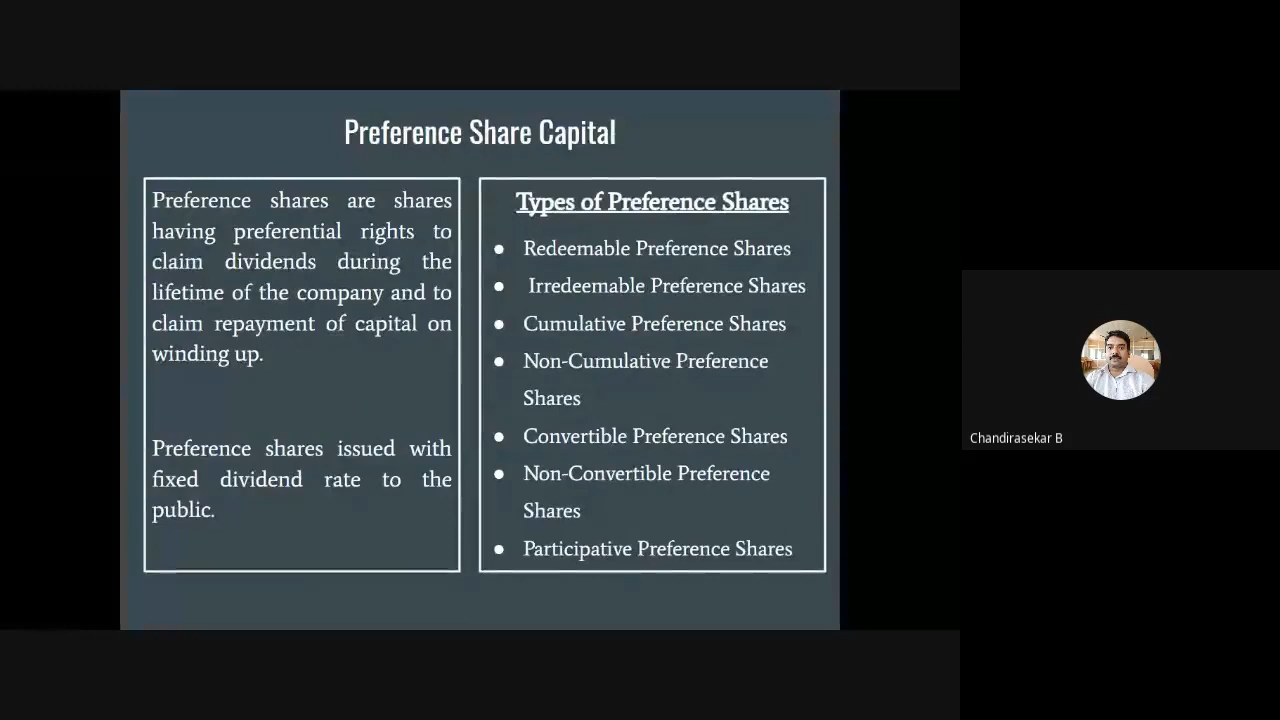 Preference Share Capital
Preference shares are shares
having preferential rights to
claim dividends during the
lifetime of the company and to
claim repayment of capital on
winding up.
Preference shares issued with
fixed dividend rate to the
public.
Types of Preference Shares
● Redeemable Preference Shares
● Irredeemable Preference Shares
● Cumulative Preference Shares
● Non-Cumulative Preference
Shares
● Convertible Preference Shares
● Non-Convertible Preference
Shares
● Participative Preference Shares
Chandirasekar B